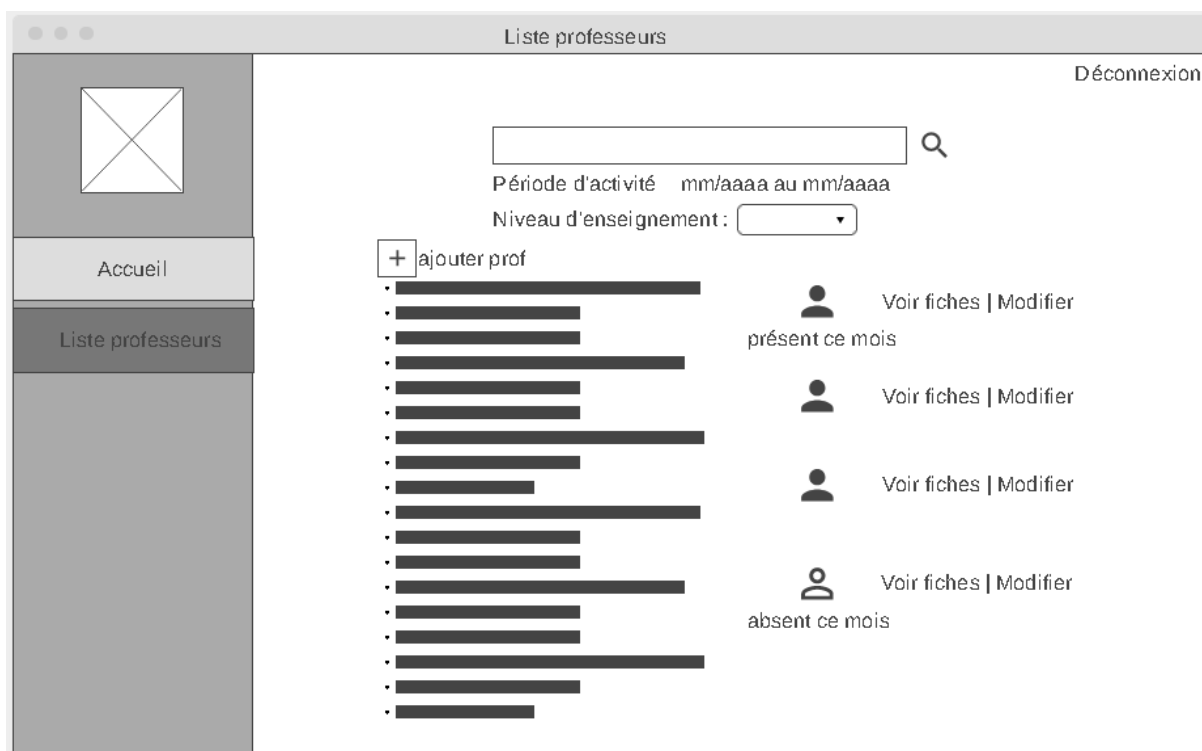 Liste professeurs
Déconnexion
Période d'activité mm/aaaa au mm/aaaa
Niveau d'enseignement :
+ ajouter prof
Accueil
Liste professeurs
Voir fiches | Modifier
présent ce mois
Voir fiches | Modifier
Voir fiches | Modifier
Voir fiches | Modifier
absent ce mois